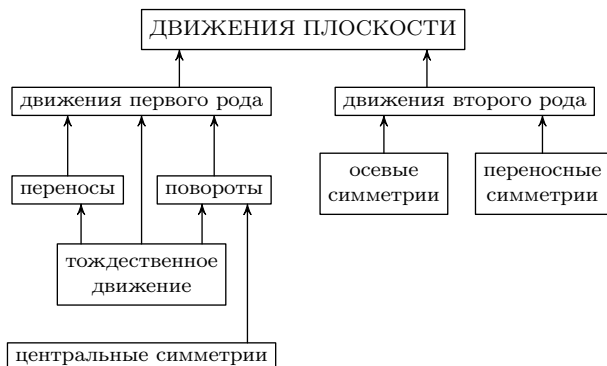 ДВИЖЕНИЯ ПЛОСКОСТИ
движения первого рода
движения второго рода
осевые
симметрии
переносные
симметрии
переносы
повороты
тождественное
движение
центральные симметрии